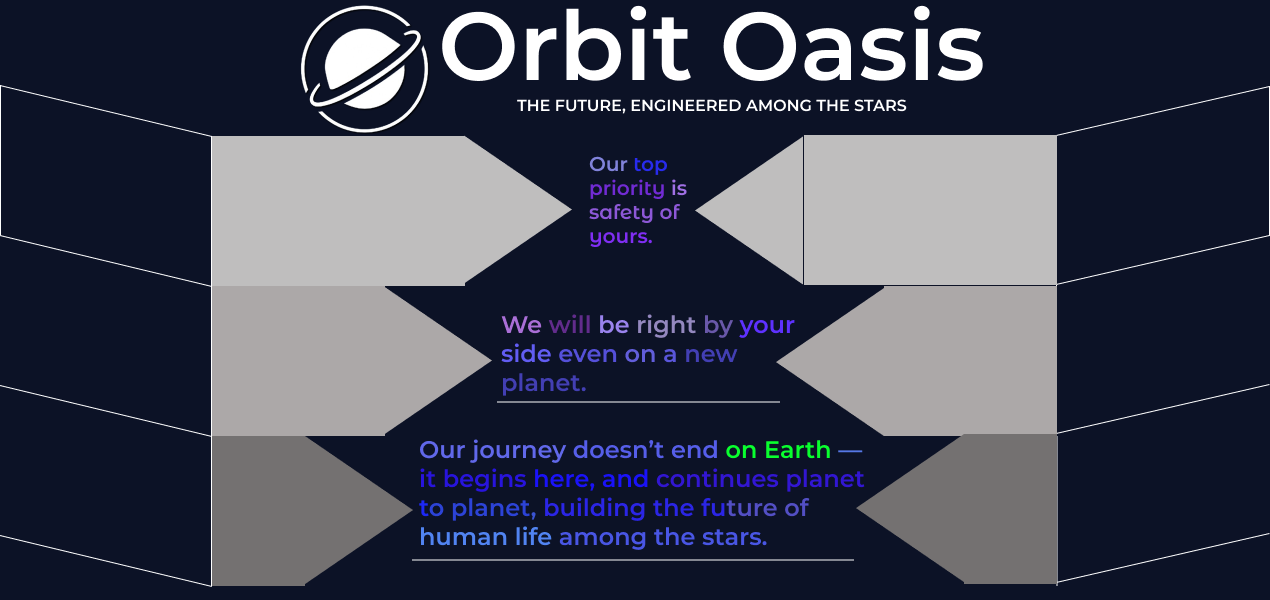 Orbit Oasis
THE FUTURE, ENGINEERED AMONG THE STARS
Our top
priority is
safety of
yours.
We will be right by your
side even on a new
planet.
Our journey doesn’t end on Earth —
it begins here, and continues planet
to planet, building the future of
human life among the stars.